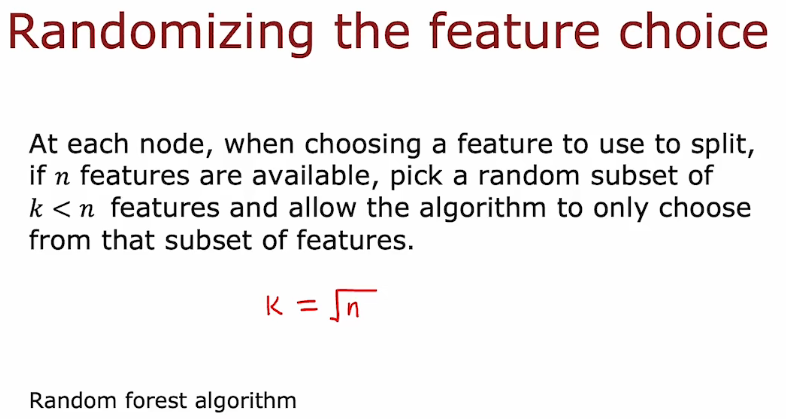 Randomizing the feature choice
At each node, when choosing a feature to use to split,
if n features are available, pick a random subset of
k < n features and allow the algorithm to only choose
from that subset of features.
K = √n
Random forest algorithm